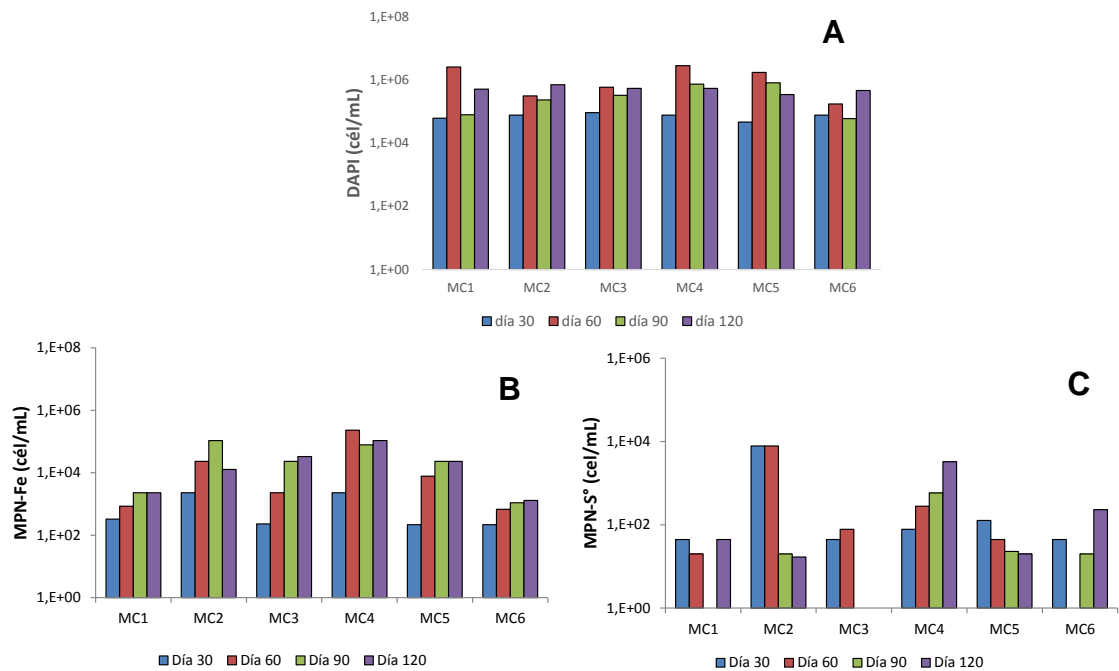 A
DAPI (cél/mL)
1,E+08
1,E+06
1,E+04
1,E+02
1,E+00
MC1 MC2 MC3 MC4 MC5 MC6
día 30 día 60 día 90 día 120
B
MPN-Fe (cél/mL)
1,E+08
1,E+06
1,E+04
1,E+02
1,E+00
MC1 MC2 MC3 MC4 MC5 MC6
Día 30 Día 60 Día 90 Día 120
C
MPN-S° (cel/mL)
1,E+06
1,E+04
1,E+02
1,E+00
MC1 MC2 MC3 MC4 MC5 MC6
Día 30 Día 60 Día 90 Día 120